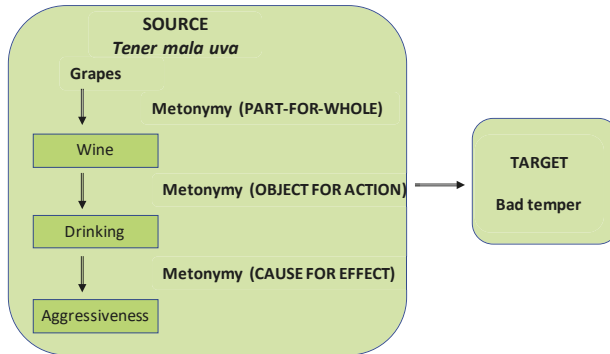 SOURCE
Tener mala uva
Grapes
Metonymy (PART-FOR-WHOLE)
Wine
Metonymy (OBJECT FOR ACTION)
Drinking
Metonymy (CAUSE FOR EFFECT)
Aggressiveness
TARGET
Bad temper